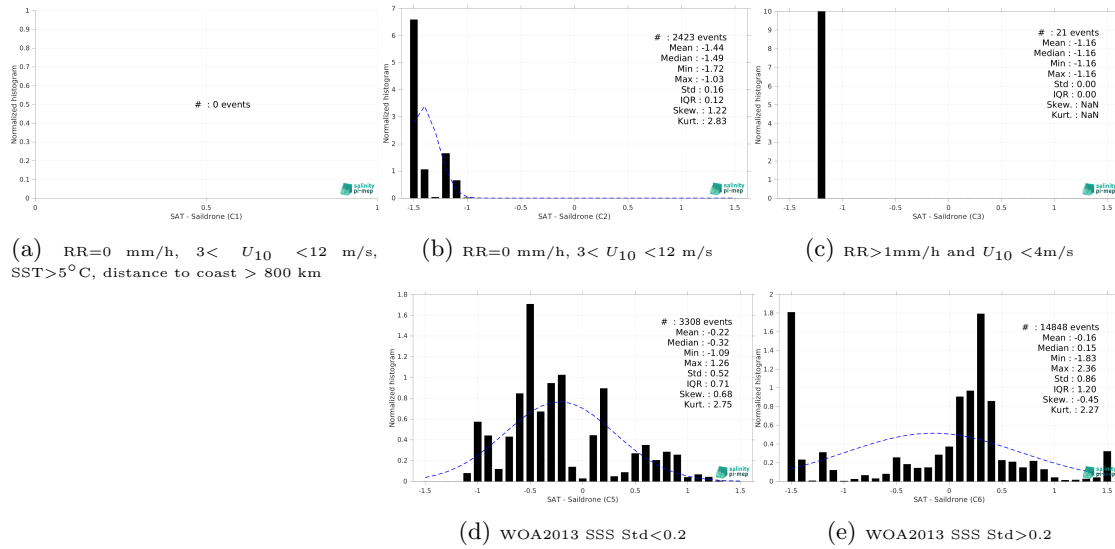 1
0.9
0.8
0.7
0.6
0.5
0.4
0.3
0.2
0.1
0
0
0.5
1
Normalized histogram
# : 0 events
salinity
pi-mep
SAT - Saildrone (C1)
(a) RR=0 mm/h, 3< U10 <12 m/s,
SST>5°C, distance to coast > 800 km
7
6
5
4
3
2
1
0
-1.5
-1
-0.5
0
0.5
1
1.5
Normalized histogram
# : 2423 events
Mean : -1.44
Median : -1.49
Min : -1.72
Max : -1.03
Std : 0.16
IQR : 0.12
Skew. : 1.22
Kurt. : 2.83
salinity
pi-mep
SAT - Saildrone (C2)
(b) RR=0 mm/h, 3< U10 <12 m/s
10
9
8
7
6
5
4
3
2
1
0
-1.5
-1
-0.5
0
0.5
1
1.5
Normalized histogram
# : 21 events
Mean : -1.16
Median : -1.16
Min : -1.16
Max : -1.16
Std : 0.00
IQR : 0.00
Skew. : NaN
Kurt. : NaN
salinity
pi-mep
SAT - Saildrone (C3)
(c) RR>1mm/h and U10 <4m/s
1.8
1.6
1.4
1.2
1
0.8
0.6
0.4
0.2
0
-1.5
-1
-0.5
0
0.5
1
1.5
Normalized histogram
# : 3308 events
Mean : -0.22
Median : -0.32
Min : -1.09
Max : 1.26
Std : 0.52
IQR : 0.71
Skew. : 0.68
Kurt. : 2.75
salinity
pi-mep
SAT - Saildrone (C5)
(d) WOA2013 SSS Std<0.2
2
1.8
1.6
1.4
1.2
1
0.8
0.6
0.4
0.2
0
-1.5
-1
-0.5
0
0.5
1
1.5
Normalized histogram
# : 14848 events
Mean : -0.16
Median : 0.15
Min : -1.83
Max : 2.36
Std : 0.86
IQR : 1.20
Skew. : -0.45
Kurt. : 2.27
salinity
pi-mep
SAT - Saildrone (C6)
(e) WOA2013 SSS Std>0.2